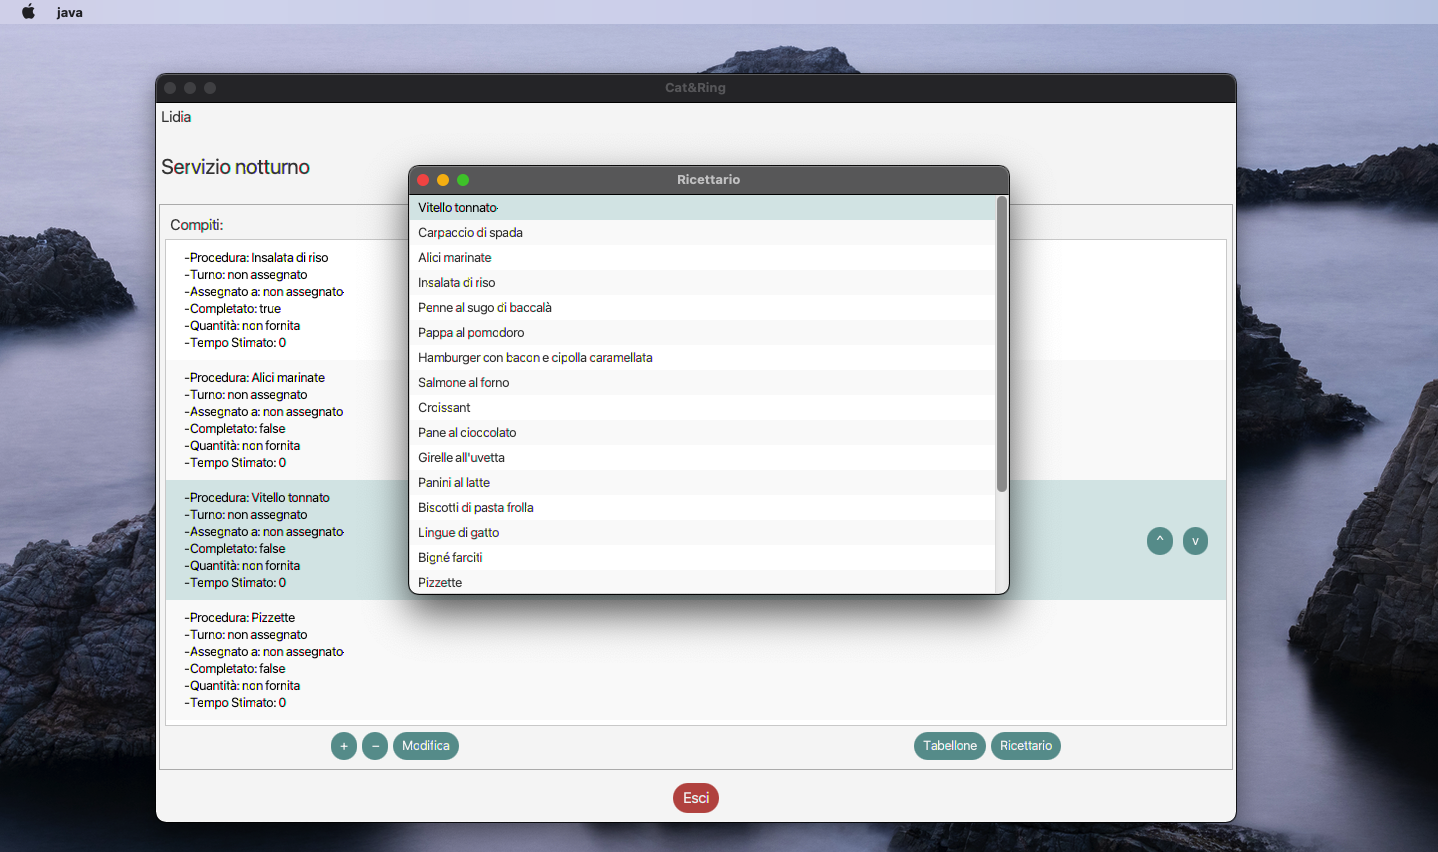 java
Cat&Ring
Lidia
Servizio notturno
Compiti:
-Procedura: Insalata di riso
-Turno: non assegnato
-Assegnato a: non assegnato
-Completato: true
-Quantità: non fornita
-Tempo Stimato: 0
-Procedura: Alici marinate
-Turno: non assegnato
-Assegnato a: non assegnato
-Completato: false
-Quantità: non fornita
-Tempo Stimato: 0
-Procedura: Vitello tonnato
-Turno: non assegnato
-Assegnato a: non assegnato
-Completato: false
-Quantità: non fornita
-Tempo Stimato: 0
^ v
-Procedura: Pizzette
-Turno: non assegnato
-Assegnato a: non assegnato
-Completato: false
-Quantità: non fornita
-Tempo Stimato: 0
+ − Modifica Tabellone Ricettario
Esci
Ricettario
Vitello tonnato
Carpaccio di spada
Alici marinate
Insalata di riso
Penne al sugo di baccalà
Pappa al pomodoro
Hamburger con bacon e cipolla caramellata
Salmone al forno
Croissant
Pane al cioccolato
Girelle all'uvetta
Panini al latte
Biscotti di pasta frolla
Lingue di gatto
Bigné farciti
Pizzette